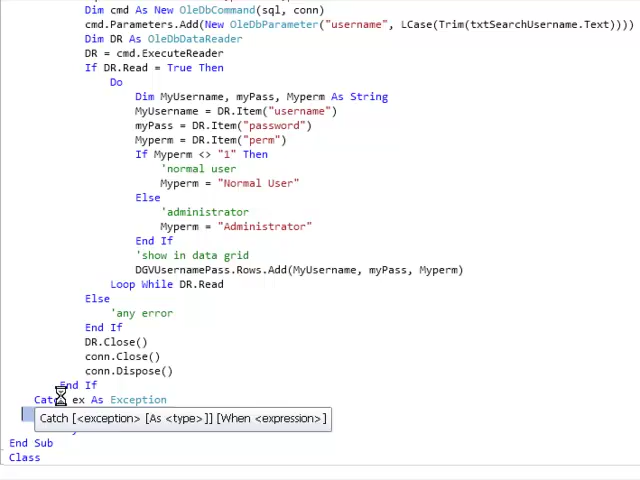 Dim cmd As New OleDbCommand(sql, conn)
cmd.Parameters.Add(New OleDbParameter("username", LCase(Trim(txtSearchUsername.Text))))
Dim DR As OleDbDataReader
DR = cmd.ExecuteReader
If DR.Read = True Then
Do
Dim MyUsername, myPass, Myperm As String
MyUsername = DR.Item("username")
myPass = DR.Item("password")
Myperm = DR.Item("perm")
If Myperm <> "1" Then
'normal user
Myperm = "Normal User"
Else
'administrator
Myperm = "Administrator"
End If
'show in data grid
DGVUsernamePass.Rows.Add(MyUsername, myPass, Myperm)
Loop While DR.Read
Else
'any error
End If
DR.Close()
conn.Close()
conn.Dispose()
End If
Catch ex As Exception
Catch [<exception> [As <type>]] [When <expression>]
End Sub
Class